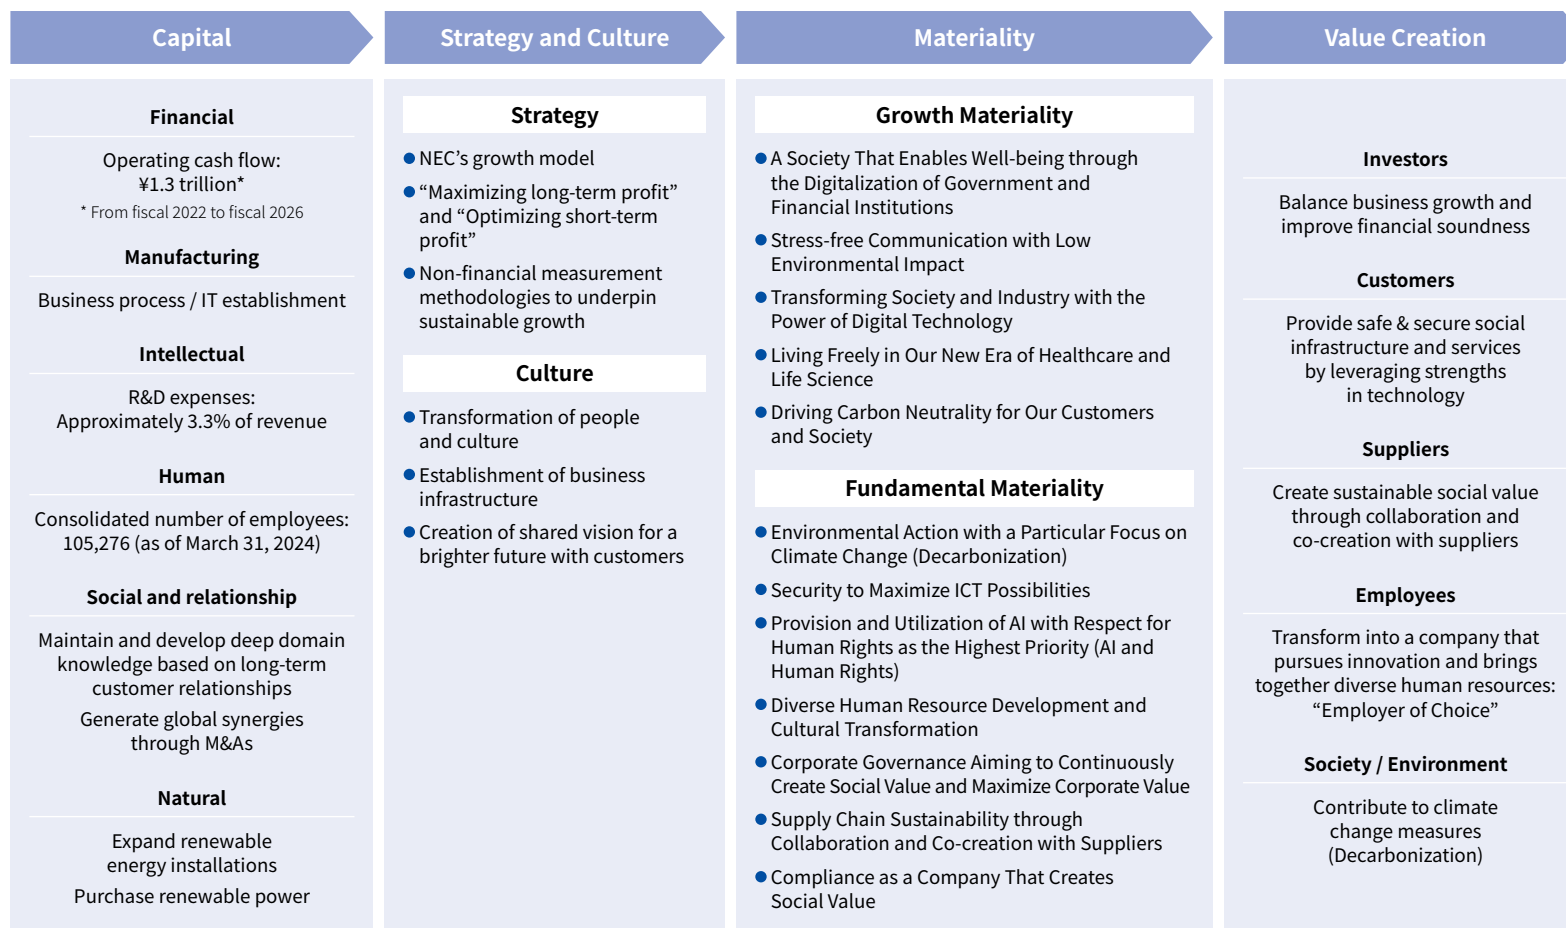 Capital
Financial
Operating cash flow:
¥1.3 trillion*
* From fiscal 2022 to fiscal 2026
Manufacturing
Business process / IT establishment
Intellectual
R&D expenses:
Approximately 3.3% of revenue
Human
Consolidated number of employees:
105,276 (as of March 31, 2024)
Social and relationship
Maintain and develop deep domain
knowledge based on long-term
customer relationships
Generate global synergies
through M&As
Natural
Expand renewable
energy installations
Purchase renewable power
Strategy and Culture
Strategy
● NEC’s growth model
● “Maximizing long-term profit”
and “Optimizing short-term
profit”
● Non-financial measurement
methodologies to underpin
sustainable growth
Culture
● Transformation of people
and culture
● Establishment of business
infrastructure
● Creation of shared vision for a
brighter future with customers
Materiality
Growth Materiality
● A Society That Enables Well-being through
the Digitalization of Government and
Financial Institutions
● Stress-free Communication with Low
Environmental Impact
● Transforming Society and Industry with the
Power of Digital Technology
● Living Freely in Our New Era of Healthcare and
Life Science
● Driving Carbon Neutrality for Our Customers
and Society
Fundamental Materiality
● Environmental Action with a Particular Focus on
Climate Change (Decarbonization)
● Security to Maximize ICT Possibilities
● Provision and Utilization of AI with Respect for
Human Rights as the Highest Priority (AI and
Human Rights)
● Diverse Human Resource Development and
Cultural Transformation
● Corporate Governance Aiming to Continuously
Create Social Value and Maximize Corporate Value
● Supply Chain Sustainability through
Collaboration and Co-creation with Suppliers
● Compliance as a Company That Creates
Social Value
Value Creation
Investors
Balance business growth and
improve financial soundness
Customers
Provide safe & secure social
infrastructure and services
by leveraging strengths
in technology
Suppliers
Create sustainable social value
through collaboration and
co-creation with suppliers
Employees
Transform into a company that
pursues innovation and brings
together diverse human resources:
“Employer of Choice”
Society / Environment
Contribute to climate
change measures
(Decarbonization)